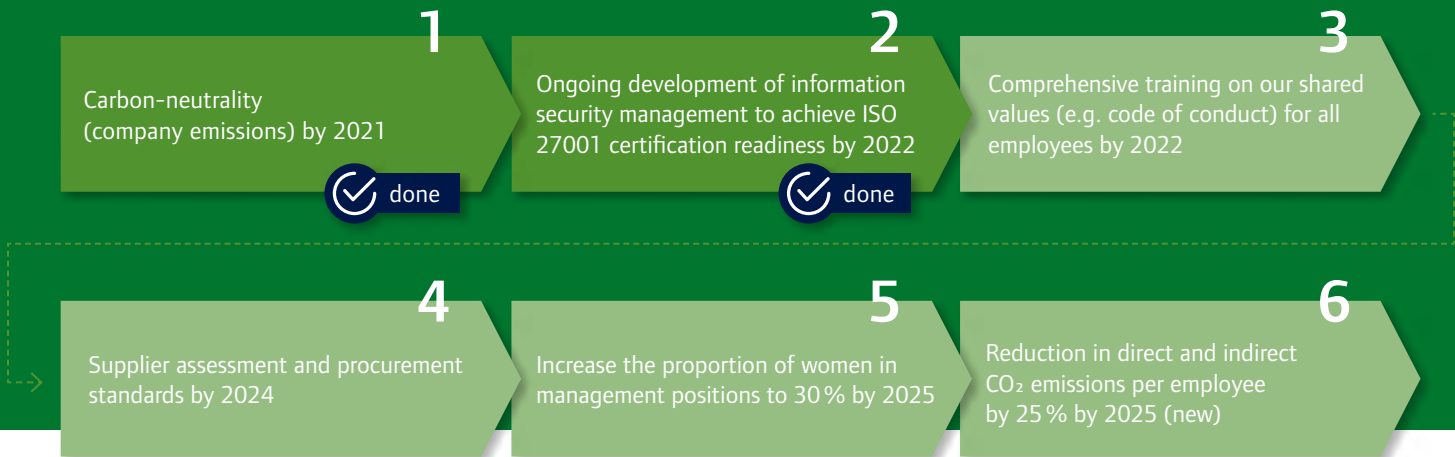 1
Carbon-neutrality
(company emissions) by 2021
done
2
Ongoing development of information
security management to achieve ISO
27001 certification readiness by 2022
done
3
Comprehensive training on our shared
values (e.g. code of conduct) for all
employees by 2022
4
Supplier assessment and procurement
standards by 2024
5
Increase the proportion of women in
management positions to 30 % by 2025
6
Reduction in direct and indirect
CO₂ emissions per employee
by 25 % by 2025 (new)